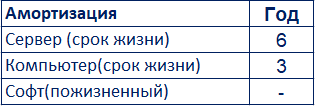 Амортизация Год
Сервер (срок жизни) 6
Компьютер(срок жизни) 3
Софт(пожизненный) -